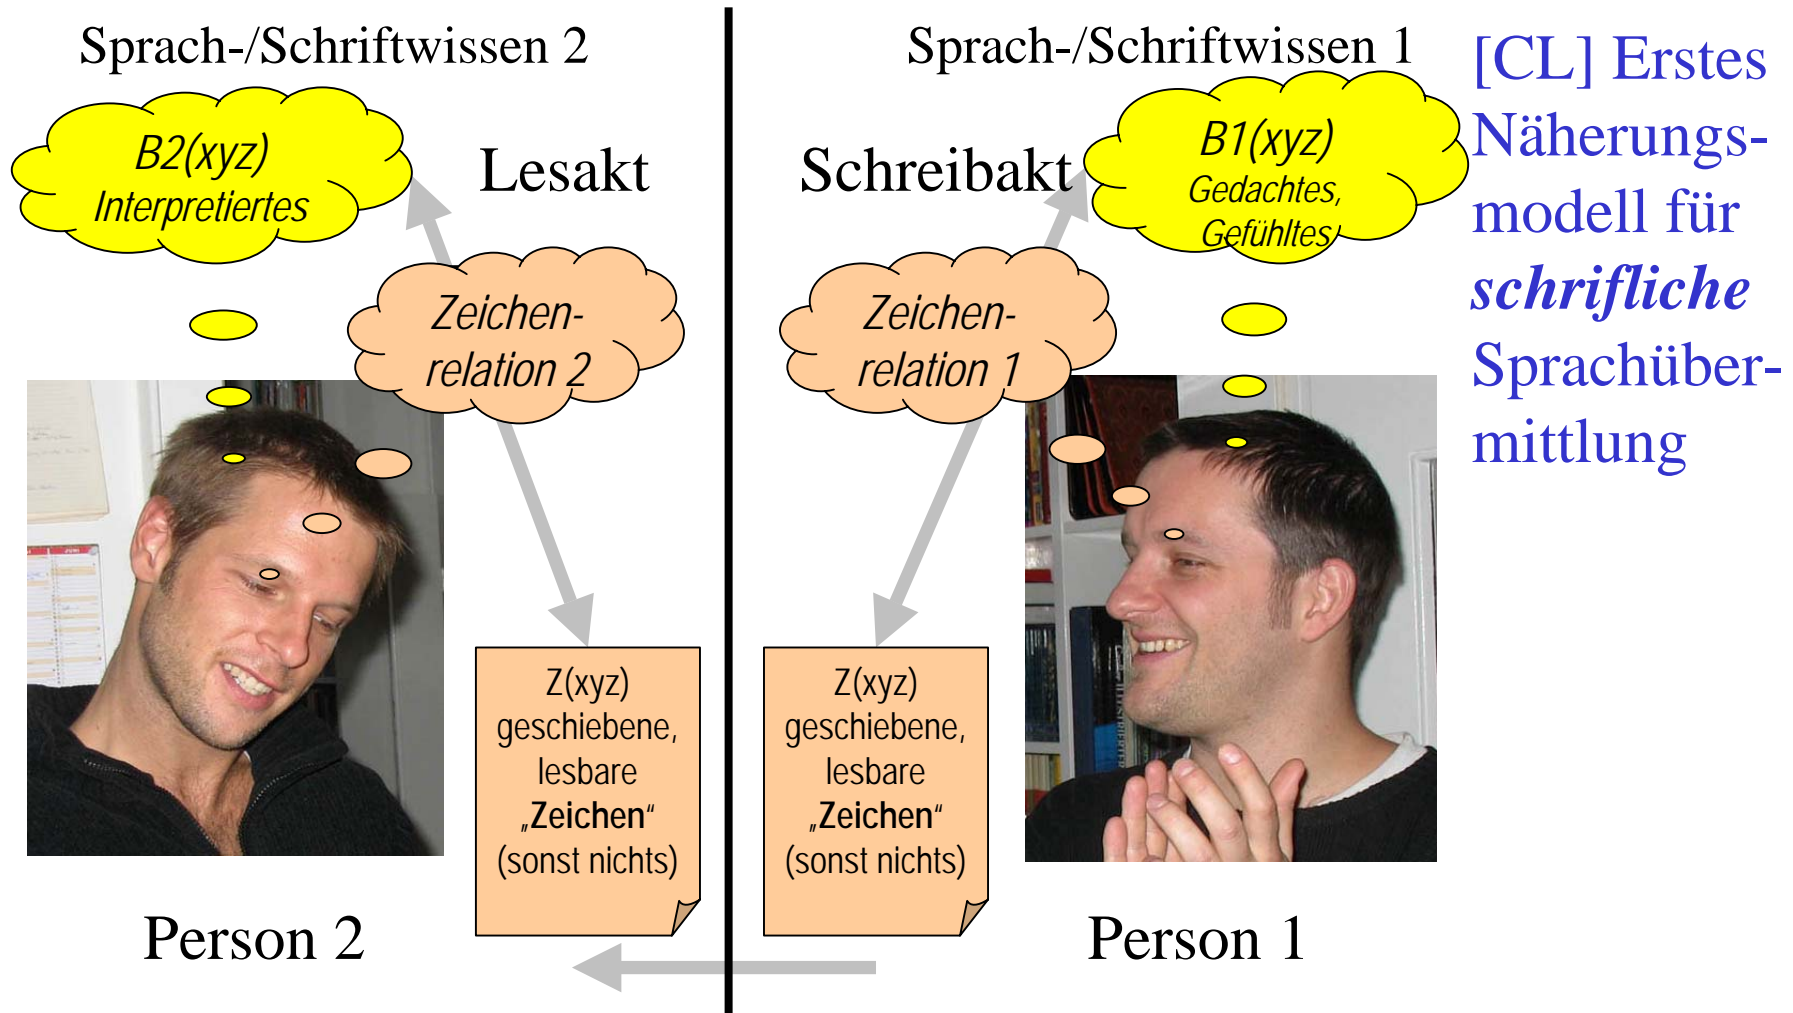 Sprach-/Schriftwissen 2
B2(xyz)
Interpretiertes
Lesakt
Zeichen-
relation 2
Z(xyz)
geschiebene,
lesbare
„Zeichen“
(sonst nichts)
Person 2
Sprach-/Schriftwissen 1
Schreibakt
B1(xyz)
Gedachtes,
Gefühltes
Zeichen-
relation 1
Z(xyz)
geschiebene,
lesbare
„Zeichen“
(sonst nichts)
Person 1
[CL] Erstes
Näherungs-
modell für
schrifliche
Sprachüber-
mittlung